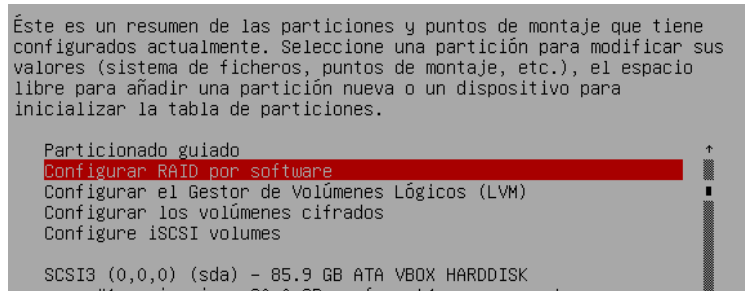 Éste es un resumen de las particiones y puntos de montaje que tiene
configurados actualmente. Seleccione una partición para modificar sus
valores (sistema de ficheros, puntos de montaje, etc.), el espacio
libre para añadir una partición nueva o un dispositivo para
inicializar la tabla de particiones.
Particionado guiado
Configurar RAID por software
Configurar el Gestor de Volúmenes Lógicos (LVM)
Configurar los volúmenes cifrados
Configure iSCSI volumes
SCSI3 (0,0,0) (sda) – 85.9 GB ATA VBOX HARDDISK